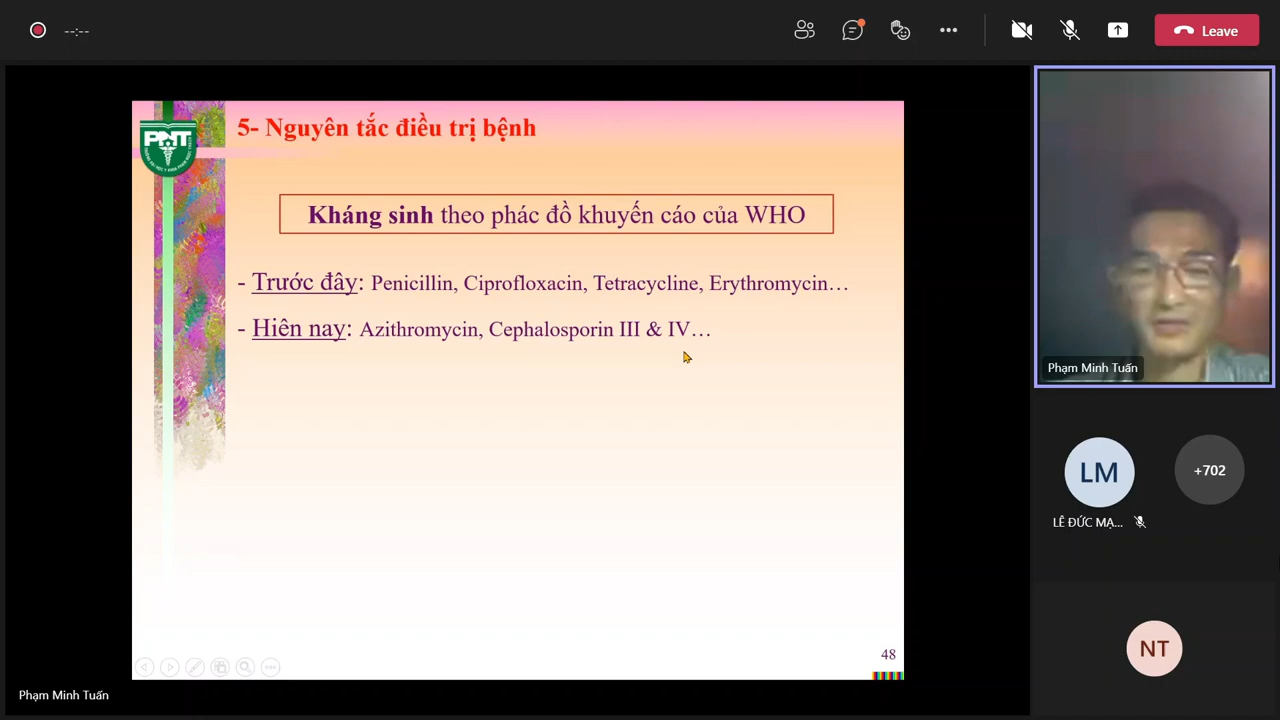 --:--
Leave
PNT
5- Nguyên tắc điều trị bệnh
Kháng sinh theo phác đồ khuyến cáo của WHO
- Trước đây: Penicillin, Ciprofloxacin, Tetracycline, Erythromycin…
- Hiên nay: Azithromycin, Cephalosporin III & IV…
48
Phạm Minh Tuấn
Phạm Minh Tuấn
LM
+702
LÊ ĐỨC MẠ...
NT